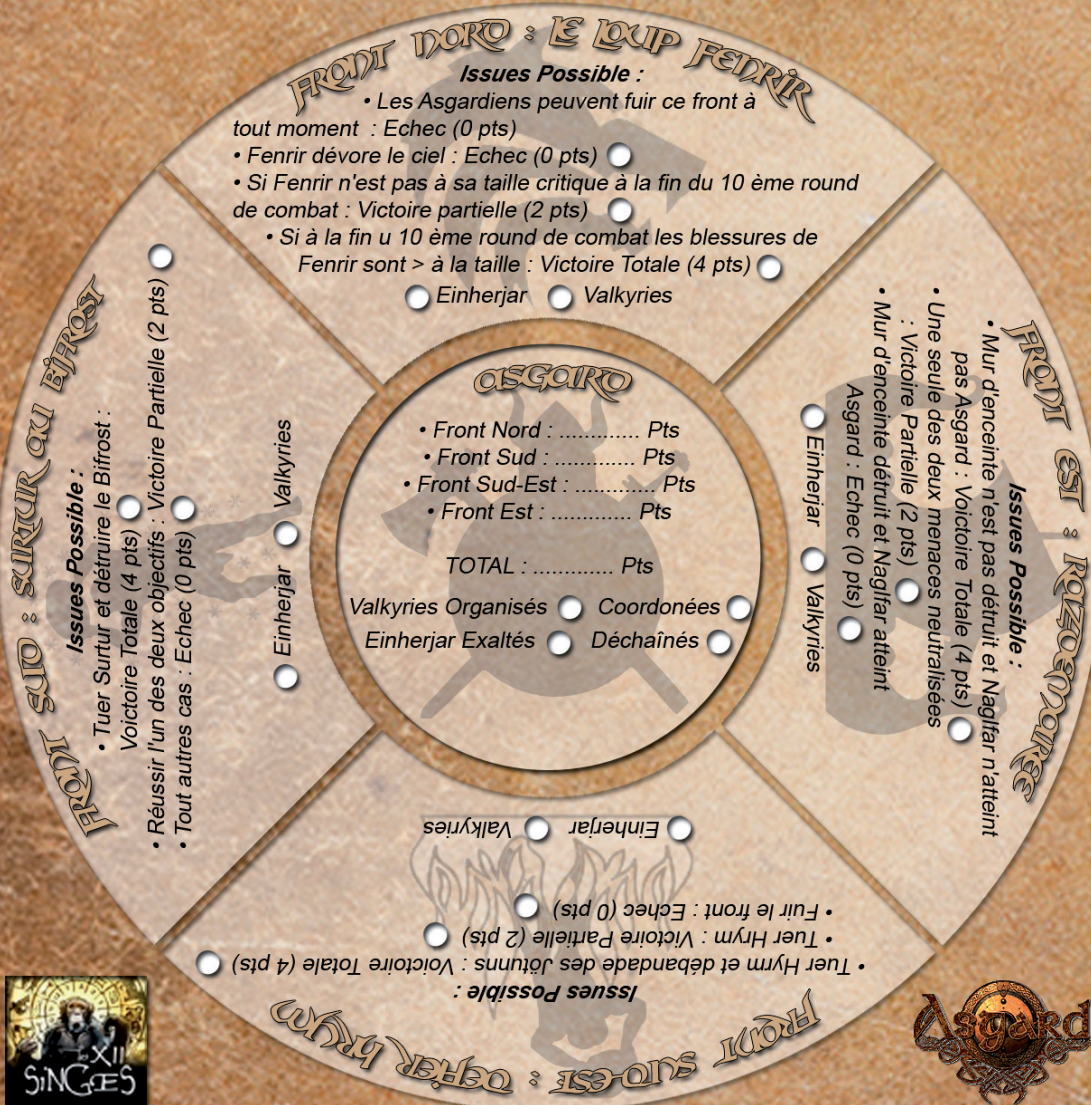 FRONT NORD : LE LOUP FENRIR
Issues Possible :
• Les Asgardiens peuvent fuir ce front à
tout moment : Echec (0 pts)
• Fenrir dévore le ciel : Echec (0 pts)
• Si Fenrir n'est pas à sa taille critique à la fin du 10 ème round
de combat : Victoire partielle (2 pts)
• Si à la fin u 10 ème round de combat les blessures de
Fenrir sont > à la taille : Victoire Totale (4 pts)
Einherjar Valkyries
FRONT EST : RAZDEMARÉE
Issues Possible :
• Mur d'enceinte n'est pas détruit et Naglfar n'atteint
pas Asgard : Voictoire Totale (4 pts)
• Une seule des deux menaces neutralisées
: Victoire Partielle (2 pts)
• Mur d'enceinte détruit et Naglfar atteint
Asgard : Echec (0 pts)
Einherjar Valkyries
FRONT SUD-EST : DEFIER HRYM
Issues Possible :
• Tuer Hyrm et débandade des Jötunns : Voictoire Totale (4 pts)
• Tuer Hrym : Victoire Partielle (2 pts)
• Fuir le front : Echec (0 pts)
Einherjar Valkyries
FRONT SUD : SURTUR AU BIFROST
Issues Possible :
• Tuer Surtur et détruire le Bifrost :
Voictoire Totale (4 pts)
• Réussir l'un des deux objectifs : Victoire Partielle (2 pts)
• Tout autres cas : Echec (0 pts)
Einherjar Valkyries
ASGARD
• Front Nord : ............. Pts
• Front Sud : ............. Pts
• Front Sud-Est : ............. Pts
• Front Est : ............. Pts
TOTAL : ............. Pts
Valkyries Organisés Coordonées
Einherjar Exaltés Déchaînés
Les XII
SINGES
Asgard